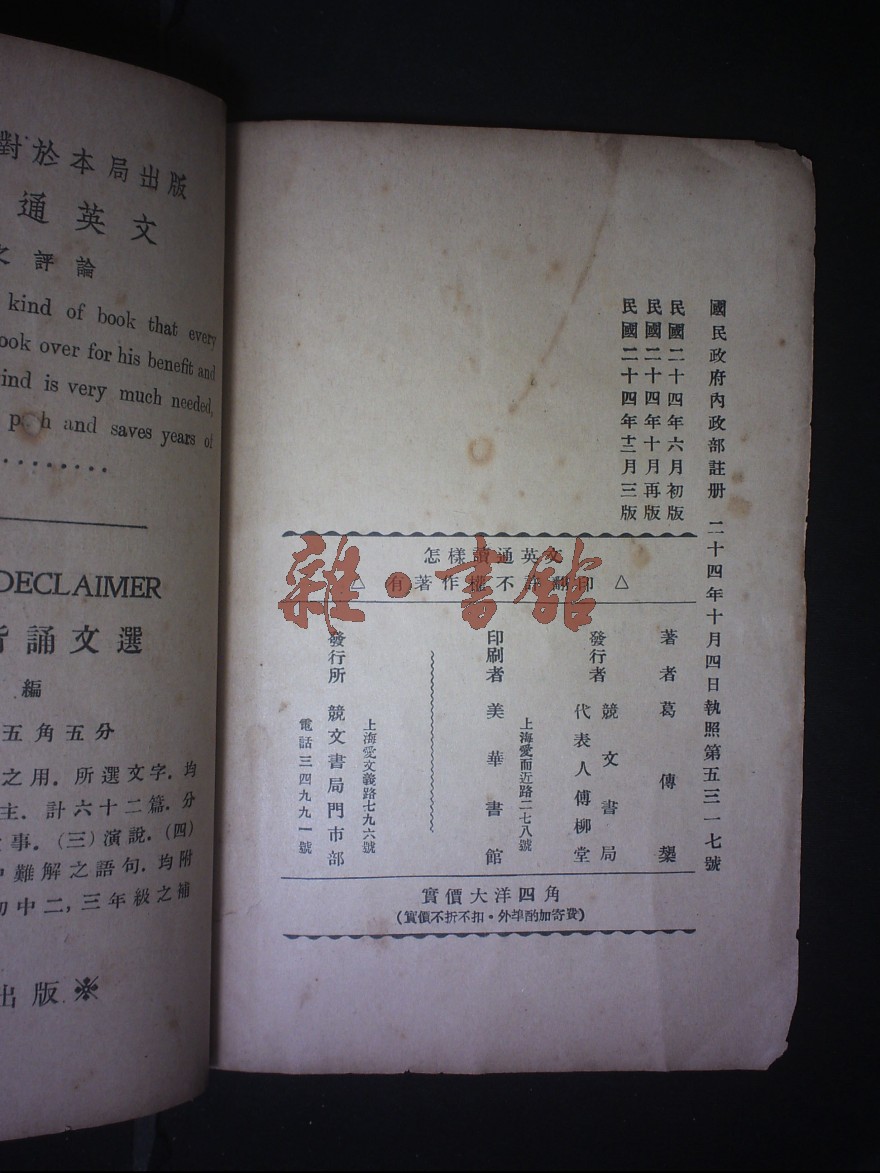 對於本局出版
通英文
之評論
kind of book that every
ook over for his benefit and
ind is very much needed,
h and saves years of
DECLAIMER
背誦文選
編
五角五分
之用．所選文字．均
主．計六十二篇．分
事．(三)演說．(四)
中難解之語句．均附
初中二,三年級之補
出版．
國民政府內政部註册 二十四年十月四日執照第五三一七號
民國二十四年六月初版
民國二十四年十月再版
民國二十四年十二月三版
怎樣讀通英文
△ 有著作權不許翻印 △
著者 葛傳槼
發行者 競文書局
代表人傅柳堂
上海愛而近路二七八號
印刷者 美華書館
上海愛文義路七九六號
發行所 競文書局門市部
電話三四九九一號
實價大洋四角
(實價不折不扣・外埠酌加寄費)
雜・書館